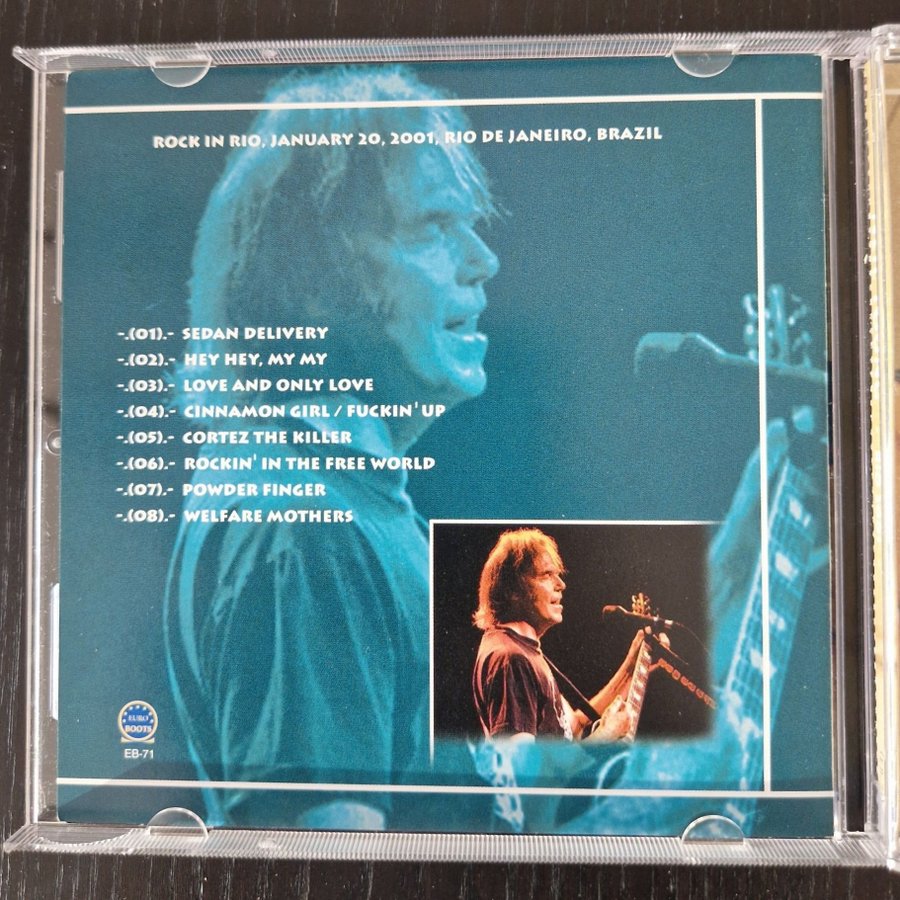 ROCK IN RIO, JANUARY 20, 2001, RIO DE JANEIRO, BRAZIL
-.(01).- SEDAN DELIVERY
-.(02).- HEY HEY, MY MY
-.(03).- LOVE AND ONLY LOVE
-.(04).- CINNAMON GIRL / FUCKIN' UP
-.(05).- CORTEZ THE KILLER
-.(06).- ROCKIN' IN THE FREE WORLD
-.(07).- POWDER FINGER
-.(08).- WELFARE MOTHERS
EURO
BOOTS
EB-71